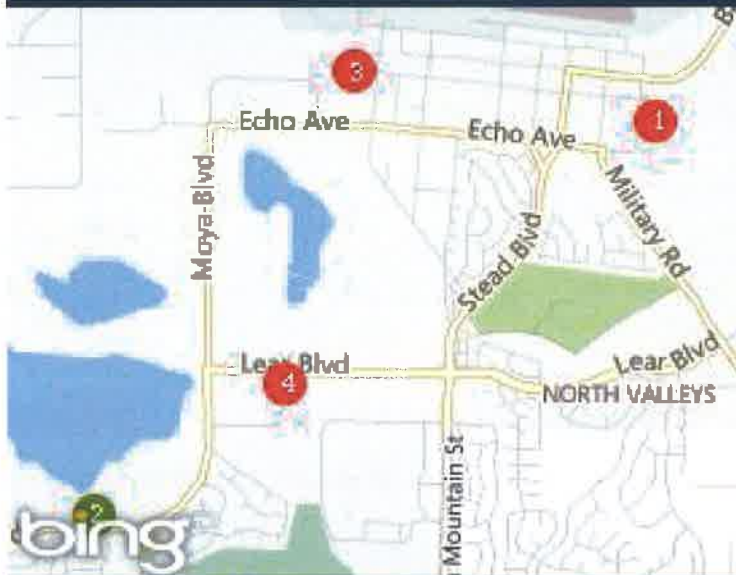 3
1
Echo Ave
Echo Ave
Moya Blvd
Military Rd
Stead Blvd
Lear Blvd
Lear Blvd
4
NORTH VALLEYS
Mountain St
2
bing